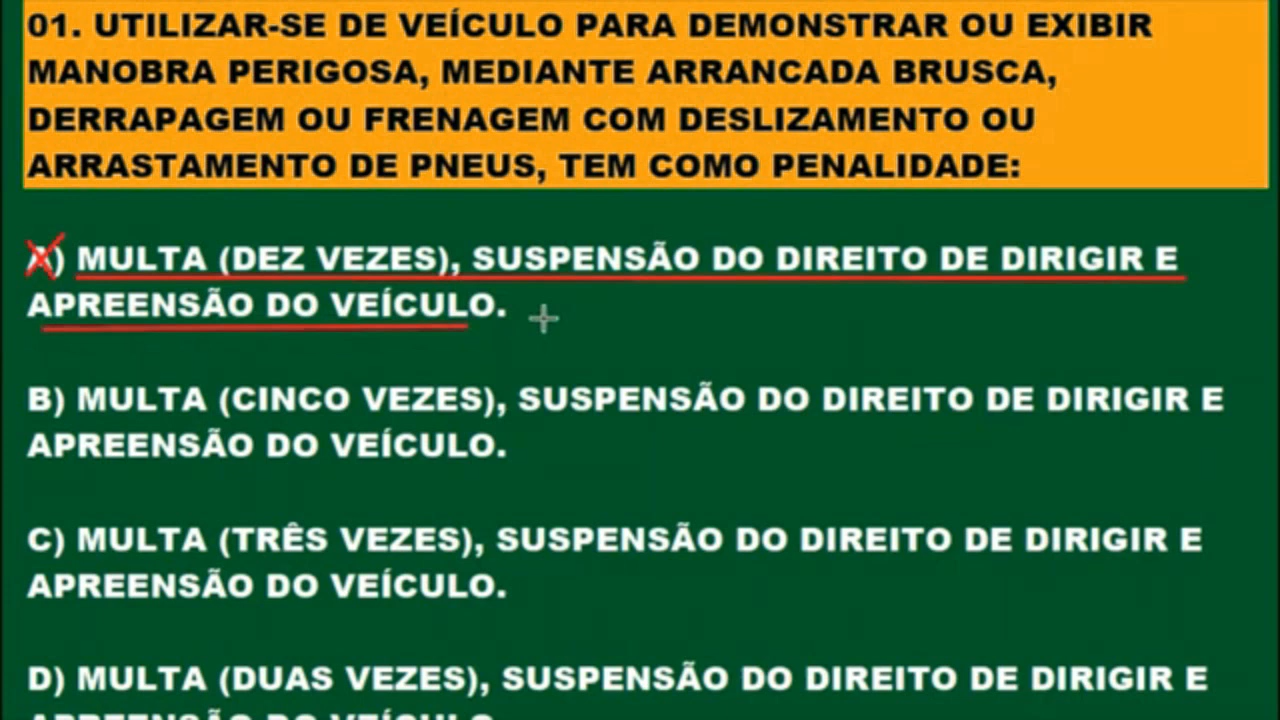 01. UTILIZAR-SE DE VEÍCULO PARA DEMONSTRAR OU EXIBIR
MANOBRA PERIGOSA, MEDIANTE ARRANCADA BRUSCA,
DERRAPAGEM OU FRENAGEM COM DESLIZAMENTO OU
ARRASTAMENTO DE PNEUS, TEM COMO PENALIDADE:
A) MULTA (DEZ VEZES), SUSPENSÃO DO DIREITO DE DIRIGIR E
APREENSÃO DO VEÍCULO.
B) MULTA (CINCO VEZES), SUSPENSÃO DO DIREITO DE DIRIGIR E
APREENSÃO DO VEÍCULO.
C) MULTA (TRÊS VEZES), SUSPENSÃO DO DIREITO DE DIRIGIR E
APREENSÃO DO VEÍCULO.
D) MULTA (DUAS VEZES), SUSPENSÃO DO DIREITO DE DIRIGIR E
APREENSÃO DO VEÍCULO.